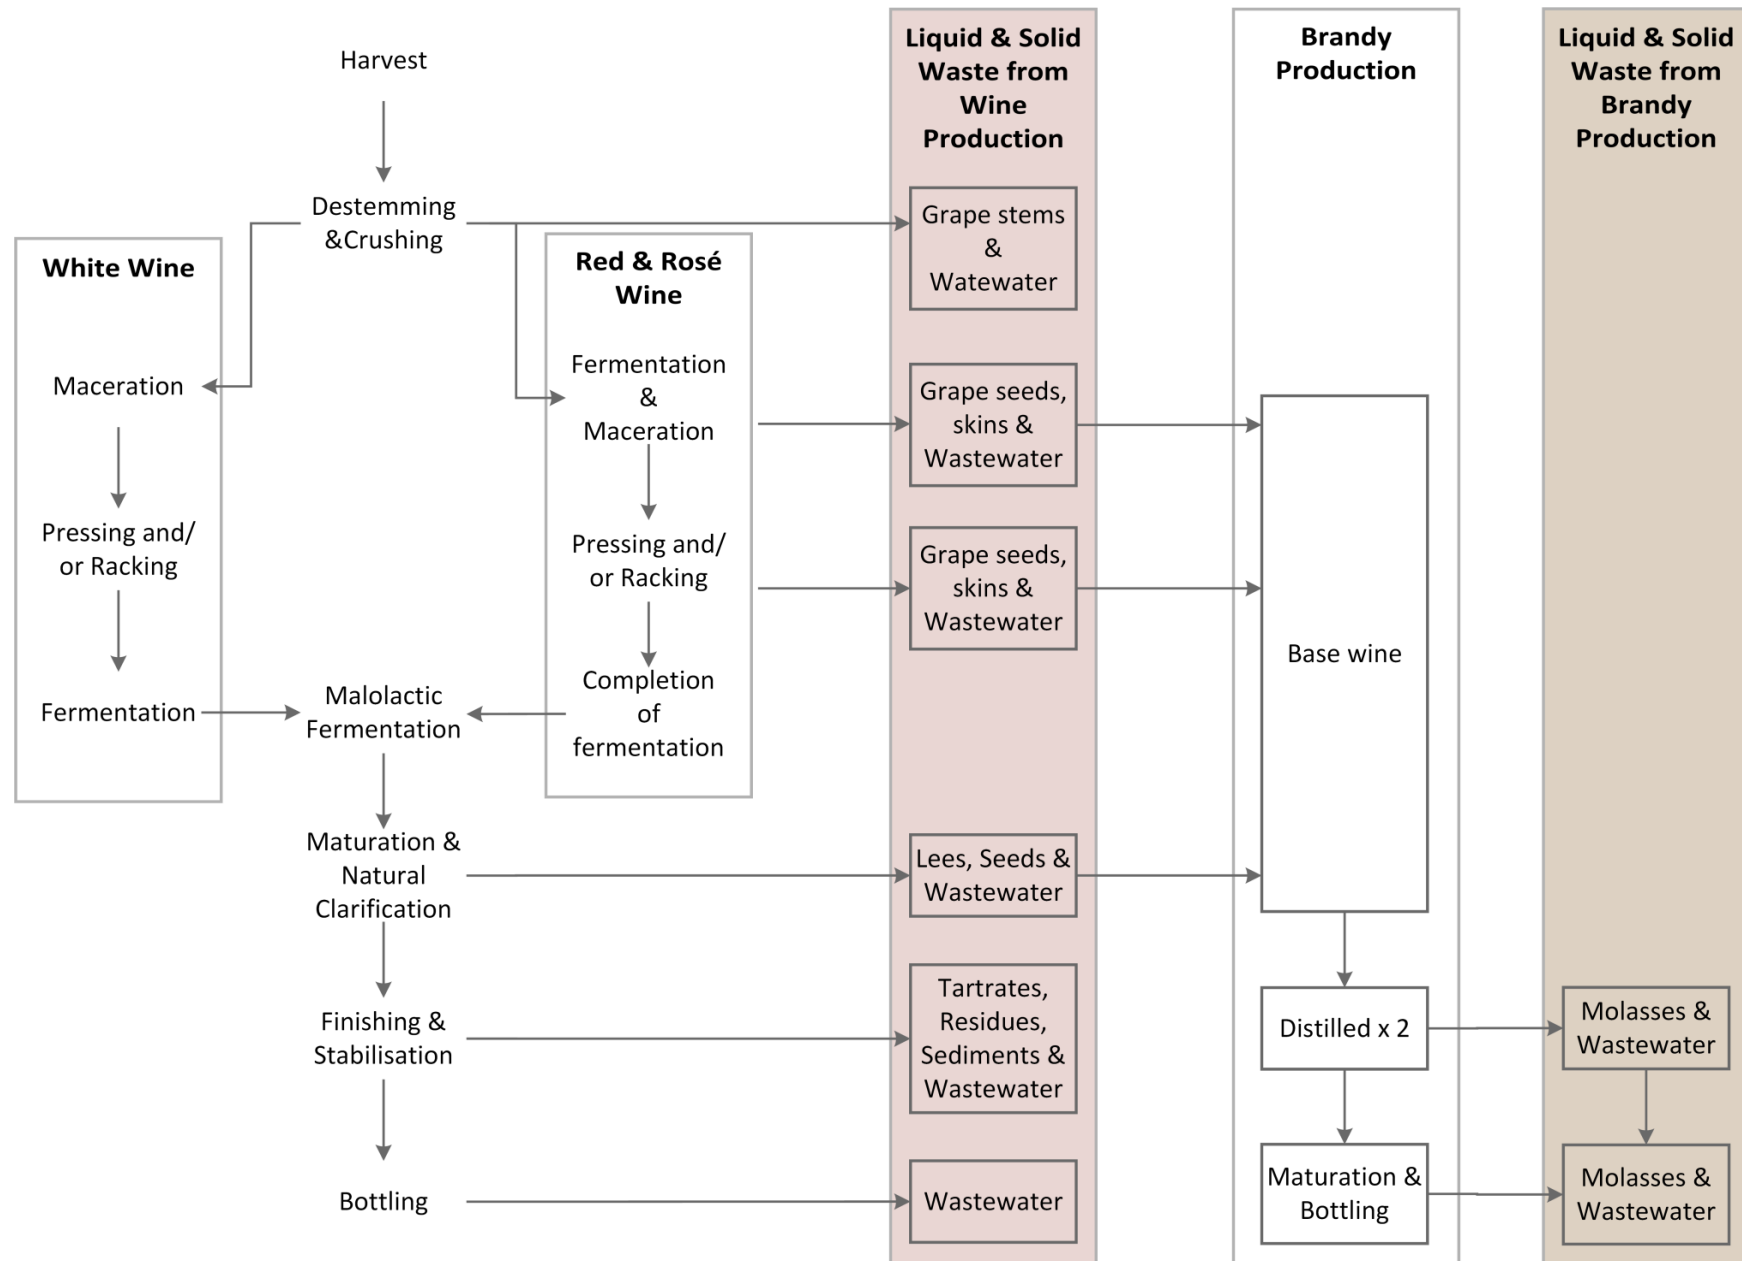 Harvest
Destemming
&Crushing
White Wine
Maceration
Pressing and/
or Racking
Fermentation
Red & Rosé
Wine
Fermentation
&
Maceration
Pressing and/
or Racking
Completion
of
fermentation
Malolactic
Fermentation
Maturation &
Natural
Clarification
Finishing &
Stabilisation
Bottling
Liquid & Solid
Waste from
Wine
Production
Grape stems
&
Watewater
Grape seeds,
skins &
Wastewater
Grape seeds,
skins &
Wastewater
Lees, Seeds &
Wastewater
Tartrates,
Residues,
Sediments &
Wastewater
Wastewater
Brandy
Production
Base wine
Distilled x 2
Maturation &
Bottling
Liquid & Solid
Waste from
Brandy
Production
Molasses &
Wastewater
Molasses &
Wastewater